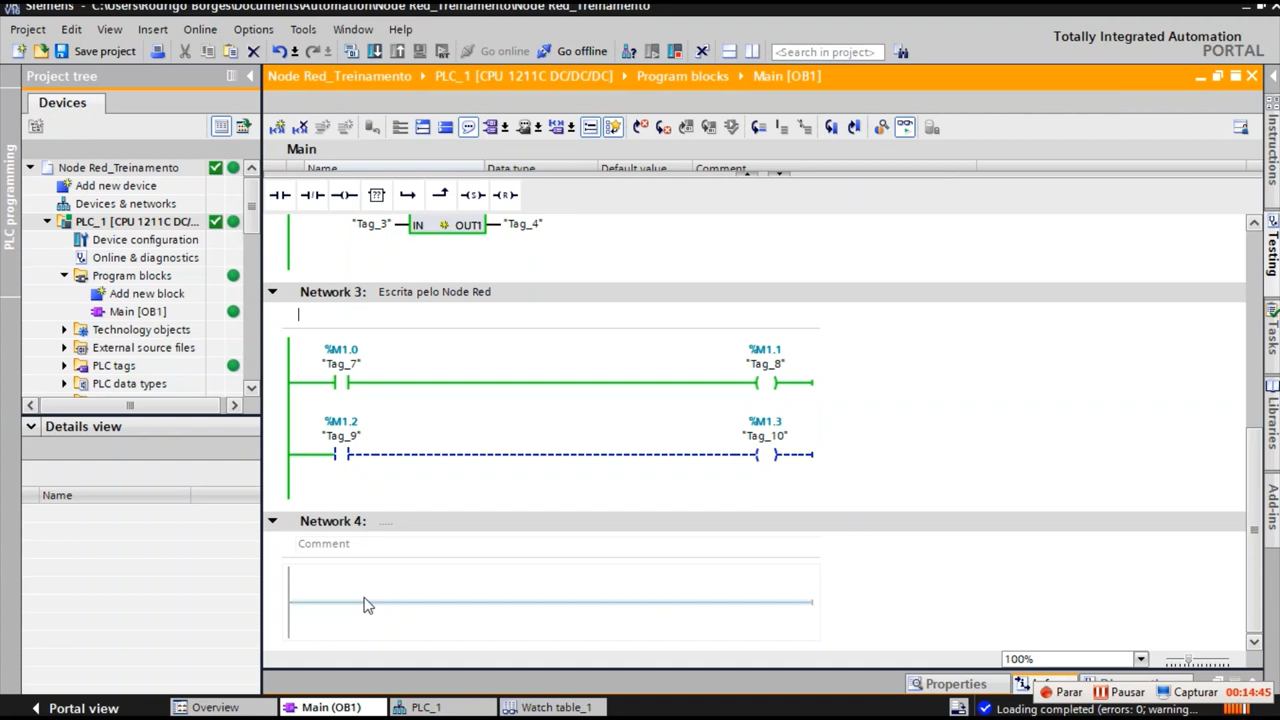 Siemens - C:\Users\Rodrigo Borges\Documents\Automation\Node Red_Treinamento\Node Red_Treinamento
Project Edit View Insert Online Options Tools Window Help
Totally Integrated Automation
PORTAL
Save project
Go online
Go offline
<Search in project>
Project tree
Node Red_Treinamento
PLC_1 [CPU 1211C DC/DC/DC]
Program blocks
Main [OB1]
Devices
PLC programming
Main
Name
Data type
Default value
Comment
Node Red_Treinamento
Add new device
Devices & networks
PLC_1 [CPU 1211C DC/...
Device configuration
Online & diagnostics
Program blocks
Add new block
Main [OB1]
Technology objects
External source files
PLC tags
PLC data types
Details view
Name
??
(S)
(R)
"Tag_3"
IN
OUT1
"Tag_4"
Network 3: Escrita pelo Node Red
%M1.0
"Tag_7"
%M1.1
"Tag_8"
%M1.2
"Tag_9"
%M1.3
"Tag_10"
Network 4: .....
Comment
100%
Instructions
Testing
Tasks
Libraries
Add-ins
Properties
Parar
Pausar
Capturar
00:14:45
Portal view
Overview
Main (OB1)
PLC_1
Watch table_1
Loading completed (errors: 0; warning...